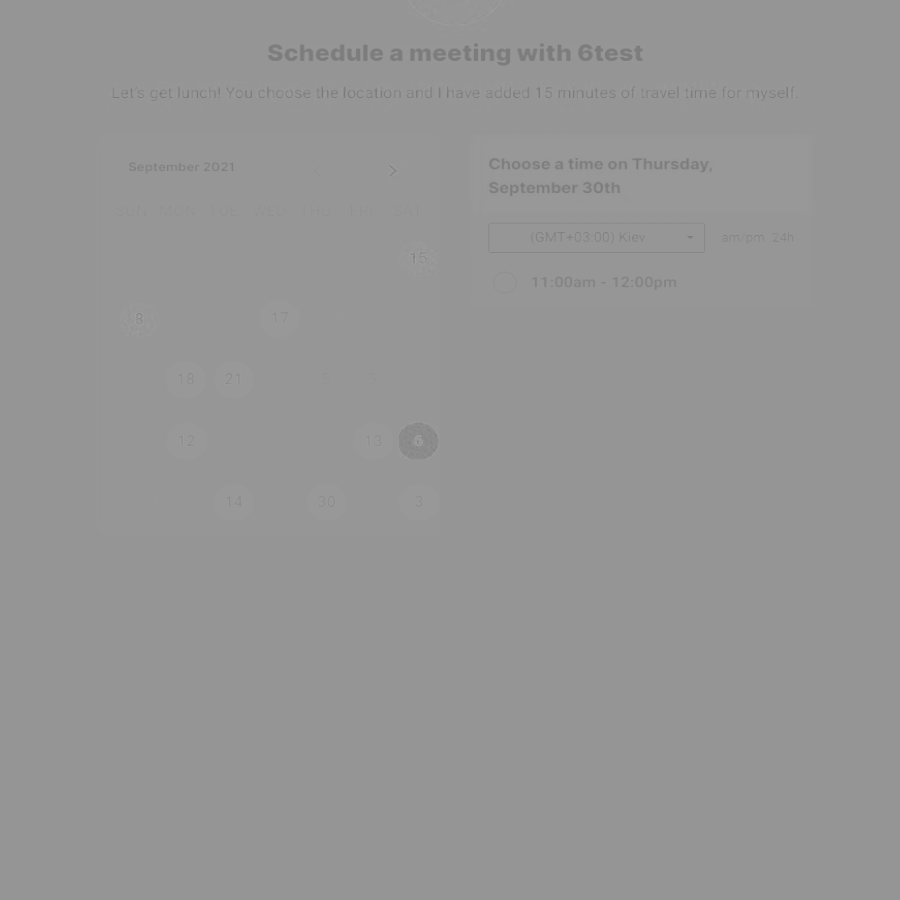 Schedule a meeting with 6test
Let's get lunch! You choose the location and I have added 15 minutes of travel time for myself.
September 2021
SUN MON TUE WED THU FRI SAT
15
8 17
18 21
12 13 6
14 30 3
Choose a time on Thursday,
September 30th
(GMT+03:00) Kiev am/pm 24h
11:00am - 12:00pm